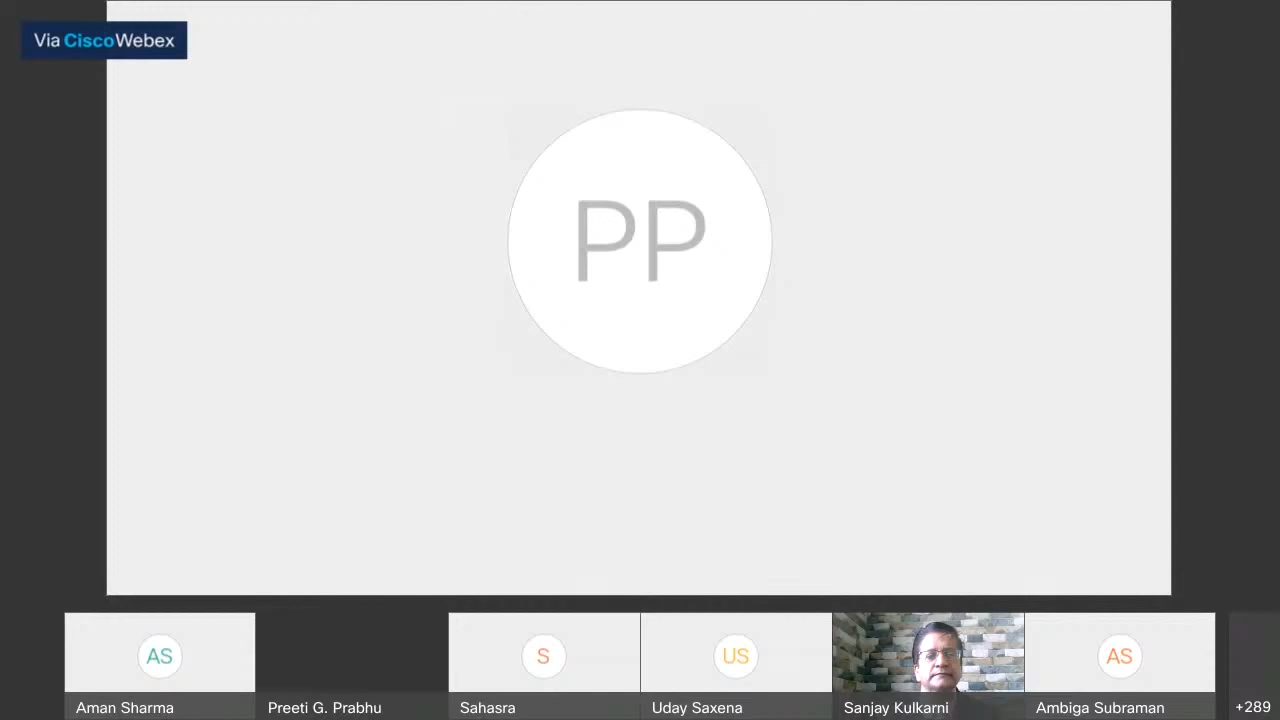 Via CiscoWebex
PP
AS
S
US
AS
Aman Sharma
Preeti G. Prabhu
Sahasra
Uday Saxena
Sanjay Kulkarni
Ambiga Subraman
+289